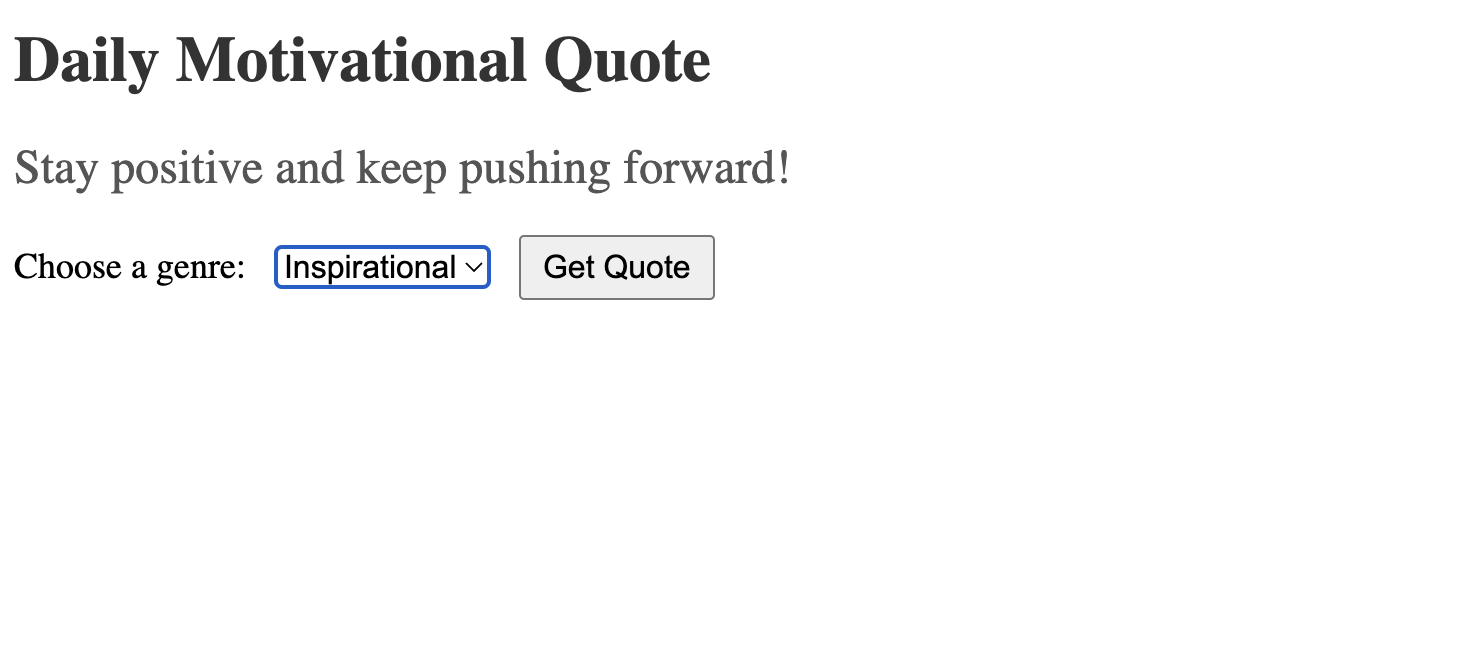 Daily Motivational Quote
Stay positive and keep pushing forward!
Choose a genre: Inspirational Get Quote